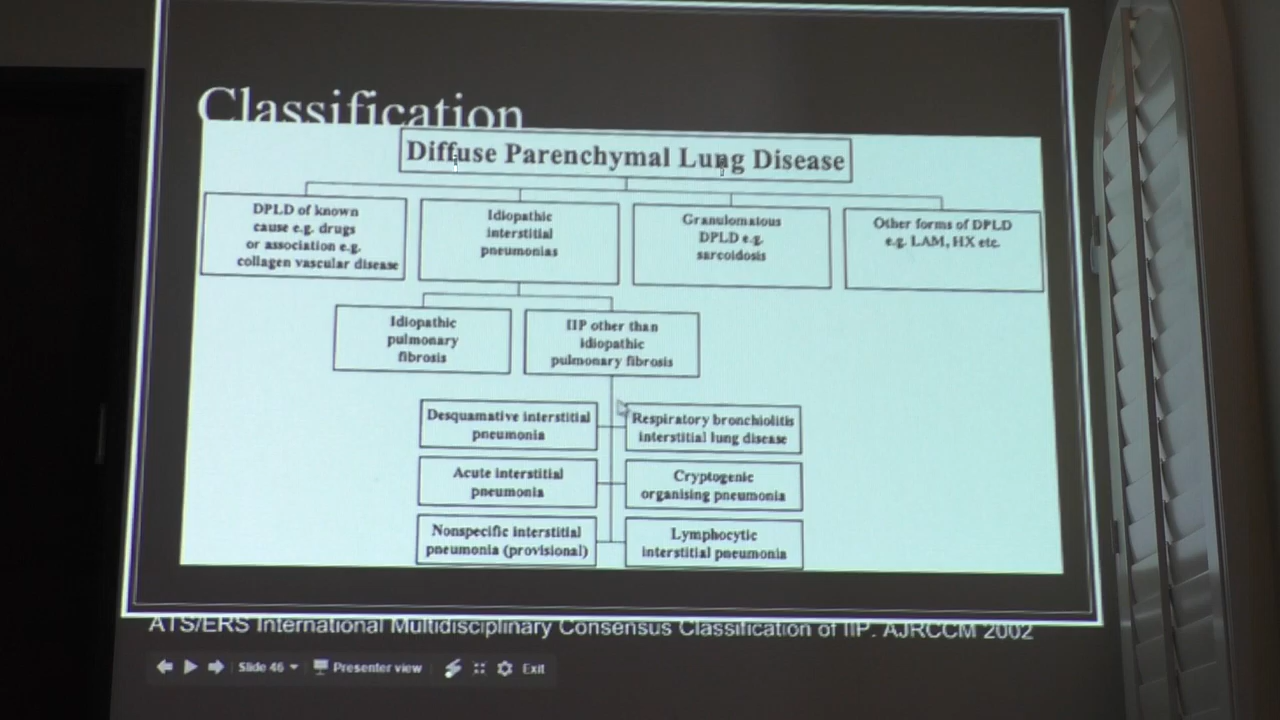 Classification
Diffuse Parenchymal Lung Disease
DPLD of known
cause e.g. drugs
or association e.g.
collagen vascular disease
Idiopathic
interstitial
pneumonias
Granulomatous
DPLD e.g.
sarcoidosis
Other forms of DPLD
e.g. LAM, HX etc.
Idiopathic
pulmonary
fibrosis
IIP other than
idiopathic
pulmonary fibrosis
Desquamative interstitial
pneumonia
Respiratory bronchiolitis
interstitial lung disease
Acute interstitial
pneumonia
Cryptogenic
organising pneumonia
Nonspecific interstitial
pneumonia (provisional)
Lymphocytic
interstitial pneumonia
ATS/ERS International Multidisciplinary Consensus Classification of IIP. AJRCCM 2002
Slide 46
Presenter view
Exit